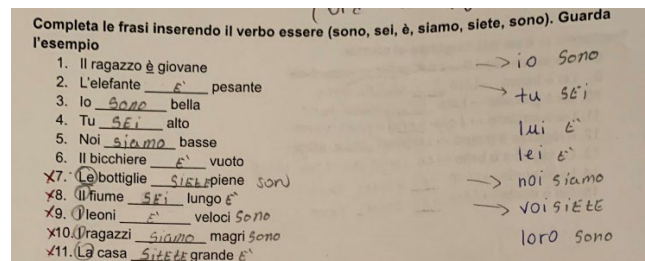 Completa le frasi inserendo il verbo essere (sono, sei, è, siamo, siete, sono). Guarda
l'esempio
1. Il ragazzo è giovane
2. L'elefante E' pesante
3. Io Sono bella
4. Tu SEi alto
5. Noi Siamo basse
6. Il bicchiere E' vuoto
x7. Le bottiglie SIETE piene son
x8. Il fiume SEi lungo E'
x9. I leoni E' veloci Sono
x10. I ragazzi Siamo magri Sono
x11. La casa SiTETE grande E'
-> io Sono
-> tu SEi
lui E'
lei E'
-> noi Siamo
-> voi SiETE
loro Sono